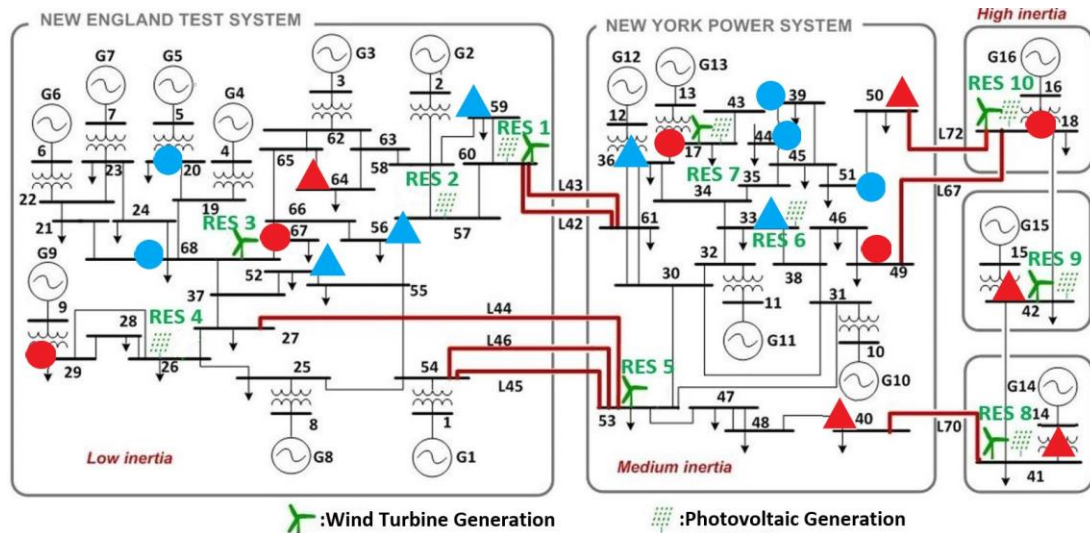 NEW ENGLAND TEST SYSTEM
NEW YORK POWER SYSTEM
High inertia
G7
G5
G3
G2
G12
G13
G16
G6
G4
7
5
3
2
12
13
43
39
50
RES 10
16
59
62
63
RES 1
18
6
4
20
65
58
60
36
17
44
L72
23
64
RES 2
RES 7
35
45
51
L67
22
19
66
L43
34
21
24
RES 3
67
56
57
L42
61
33
RES 6
46
G15
68
52
32
38
49
15
RES 9
G9
37
55
30
31
42
9
28
RES 4
27
L44
11
29
26
L46
G11
10
25
54
L45
RES 5
G10
G14
8
1
53
47
48
40
L70
RES 8
14
Low inertia
G8
G1
Medium inertia
41
:Wind Turbine Generation
:Photovoltaic Generation